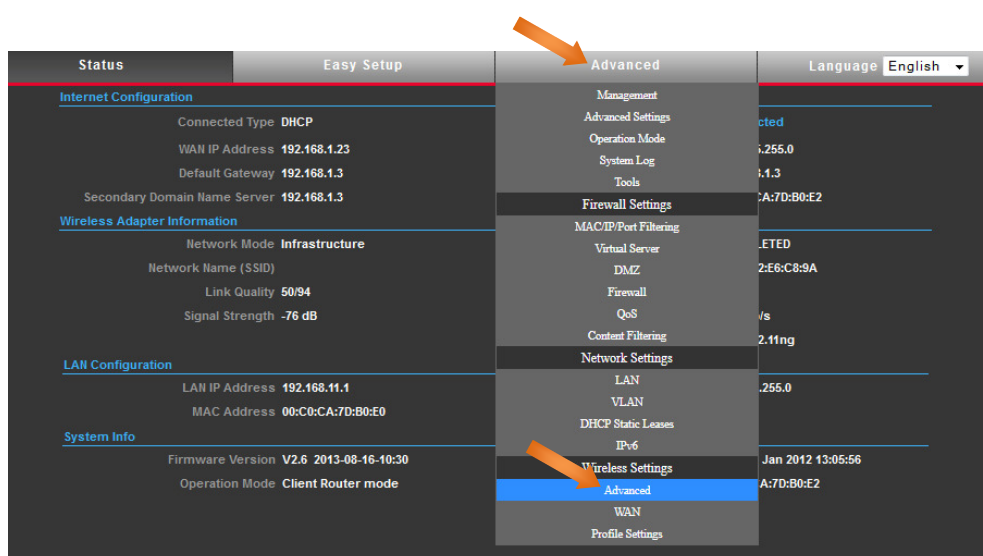 Status Easy Setup Advanced Language English
Internet Configuration
Management
Connected Type DHCP
Advanced Settings
cted
Operation Mode
WAN IP Address 192.168.1.23
.255.0
System Log
Default Gateway 192.168.1.3
.1.3
Tools
Secondary Domain Name Server 192.168.1.3
:A:7D:B0:E2
Firewall Settings
Wireless Adapter Information
MAC/IP/Port Filtering
Network Mode Infrastructure
Virtual Server
LETED
Network Name (SSID)
DMZ
2:E6:C8:9A
Link Quality 50/94
Firewall
Signal Strength -76 dB
QoS
/s
Content Filtering
2.11ng
Network Settings
LAN Configuration
LAN
LAN IP Address 192.168.11.1
.255.0
VLAN
MAC Address 00:C0:CA:7D:B0:E0
DHCP Static Leases
System Info
IPv6
Firmware Version V2.6 2013-08-16-10:30
Wireless Settings
Jan 2012 13:05:56
Operation Mode Client Router mode
Advanced
A:7D:B0:E2
WAN
Profile Settings